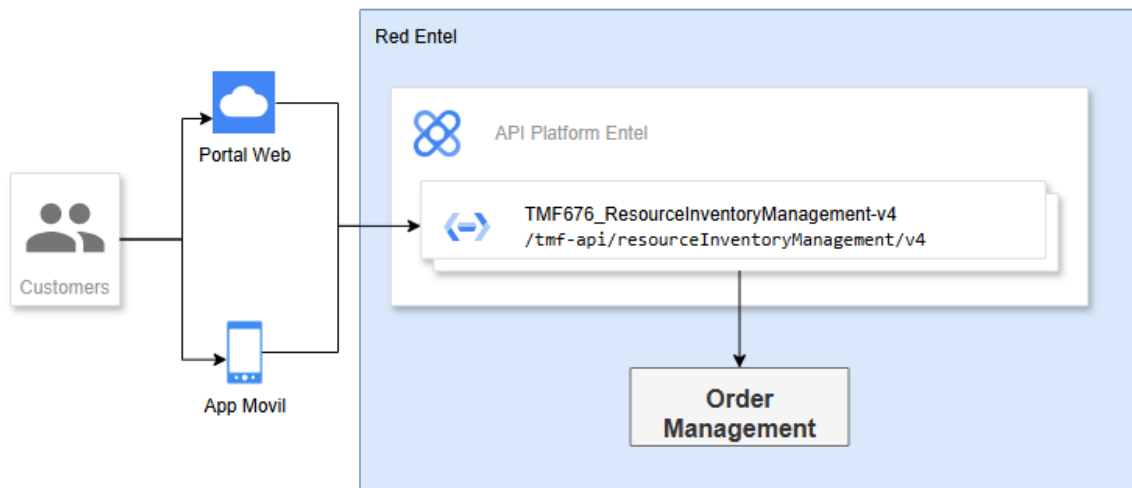 Red Entel
API Platform Entel
Portal Web
TMF676_ResourceInventoryManagement-v4
/tmf-api/resourceInventoryManagement/v4
Customers
App Movil
Order
Management